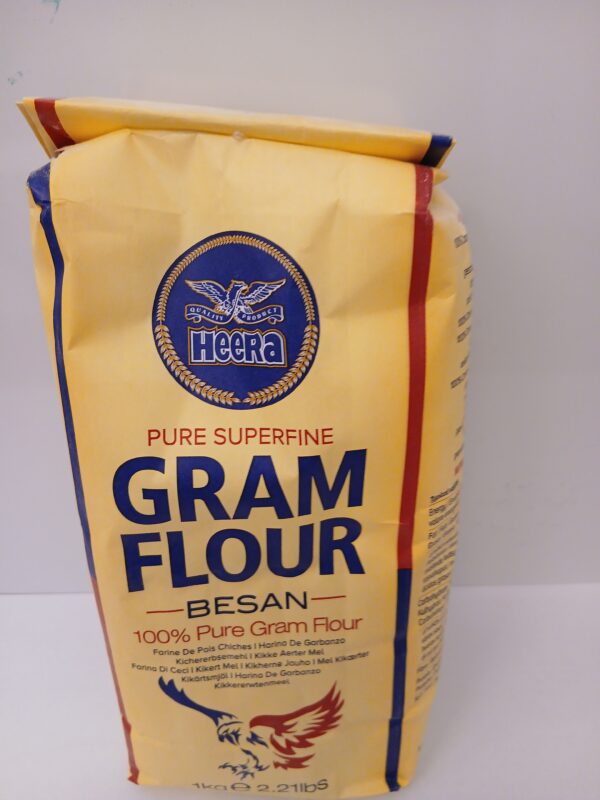 QUALITY PRODUCT
HEERA
PURE SUPERFINE
GRAM
FLOUR
BESAN
100% Pure Gram Flour
Farine De Pois Chiches | Harina De Garbanzo
Kichererbsemehl | Kikke Aerter Mel
Farina Di Ceci | Kikert Mel | Kikherne Jauho | Mel Kikærter
Kikärtsmjöl | Harina De Garbanzo
Kikkererwtenmeel
1kg e 2.21lbs